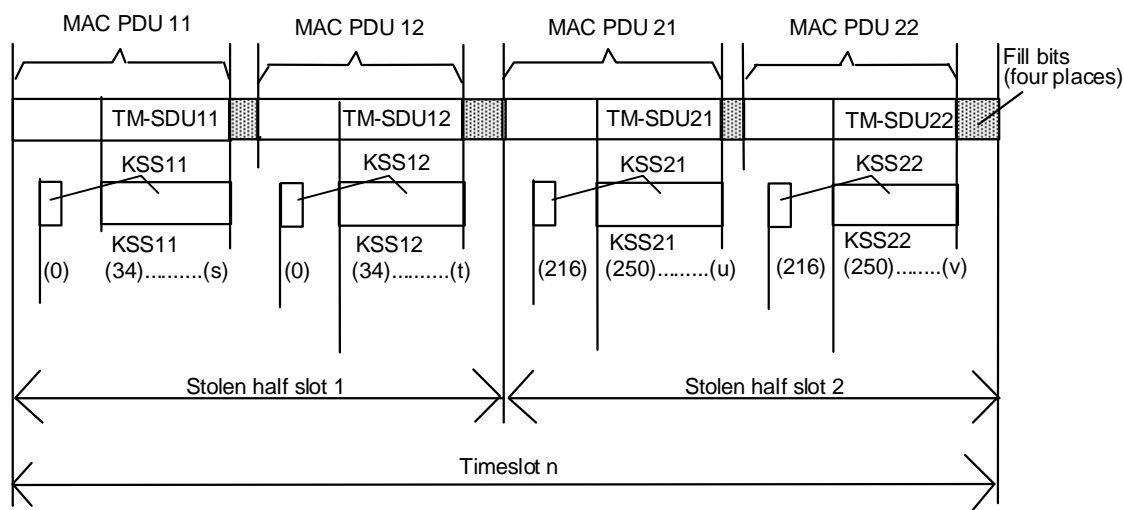 MAC PDU 11
MAC PDU 12
MAC PDU 21
MAC PDU 22
Fill bits
(four places)
TM-SDU11
TM-SDU12
TM-SDU21
TM-SDU22
KSS11
KSS12
KSS21
KSS22
KSS11
KSS12
KSS21
KSS22
(0)
(34)..........(s)
(0)
(34).......(t)
(216)
(250)........(u)
(216)
(250).......(v)
Stolen half slot 1
Stolen half slot 2
Timeslot n